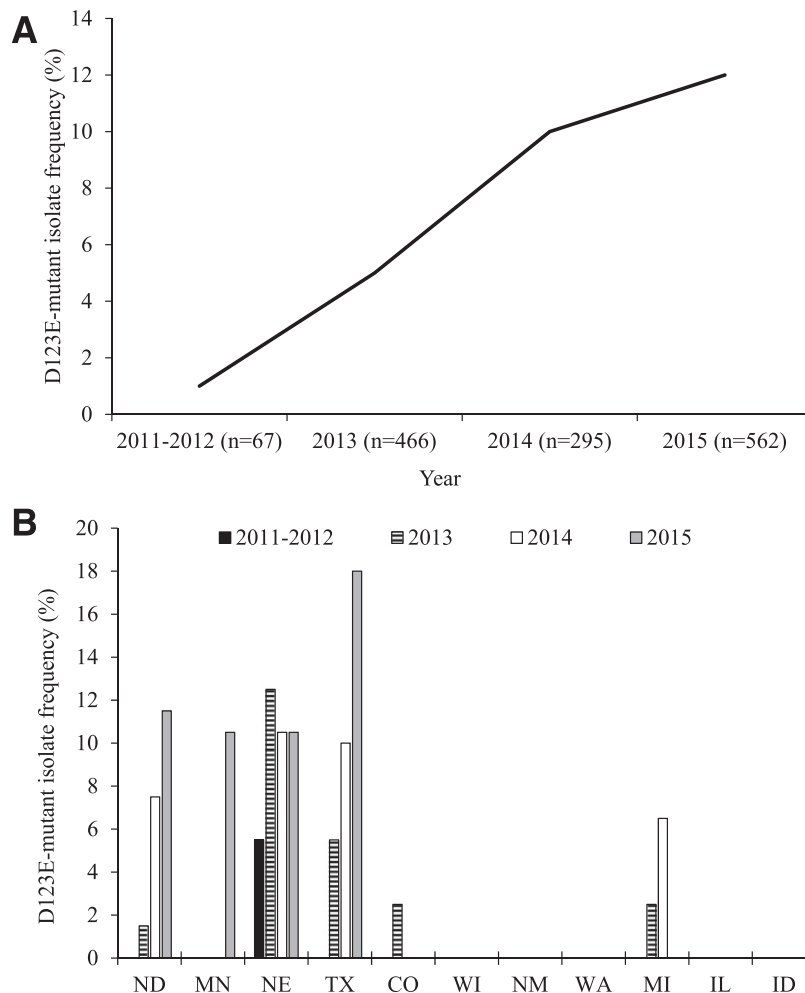 A
D123E-mutant isolate frequency (%)
14
12
10
8
6
4
2
0
2011-2012 (n=67) 2013 (n=466) 2014 (n=295) 2015 (n=562)
Year
B
D123E-mutant isolate frequency (%)
2011-2012 2013 2014 2015
20
18
16
14
12
10
8
6
4
2
0
ND MN NE TX CO WI NM WA MI IL ID